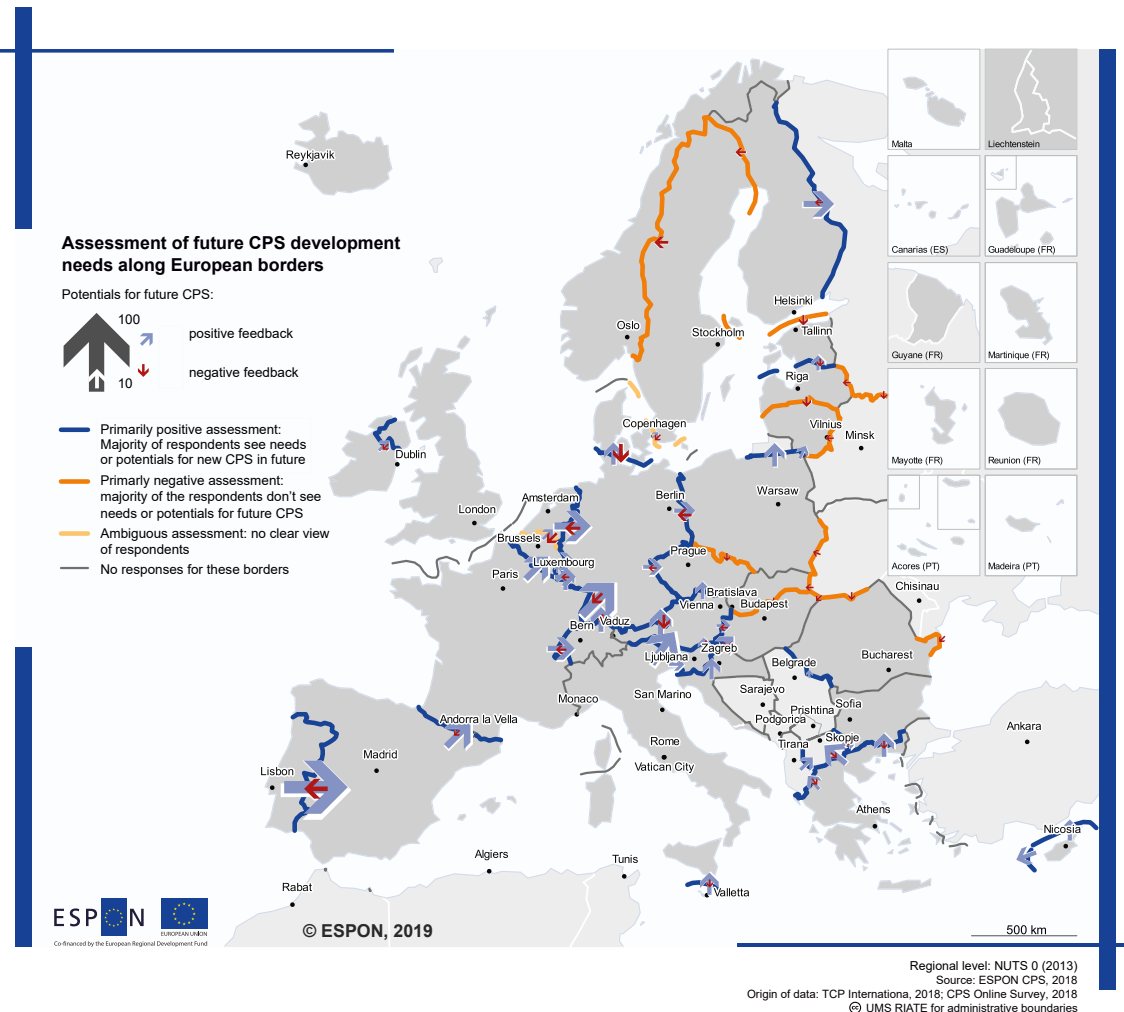 Assessment of future CPS development
needs along European borders
Potentials for future CPS:
100
10
positive feedback
negative feedback
Primarily positive assessment:
Majority of respondents see needs
or potentials for new CPS in future
Primarly negative assessment:
majority of the respondents don't see
needs or potentials for future CPS
Ambiguous assessment: no clear view
of respondents
No responses for these borders
Reykjavik
Oslo
Stockholm
Helsinki
Tallinn
Riga
Copenhagen
Vilnius
Minsk
Dublin
London
Amsterdam
Berlin
Warsaw
Brussels
Luxembourg
Prague
Paris
Bratislava
Vienna
Budapest
Chisinau
Bern
Vaduz
Ljubljana
Zagreb
Belgrade
Bucharest
Monaco
San Marino
Sarajevo
Prishtina
Sofia
Podgorica
Skopje
Tirana
Andorra la Vella
Madrid
Lisbon
Rome
Vatican City
Ankara
Athens
Nicosia
Algiers
Tunis
Rabat
Valletta
Malta
Liechtenstein
Canarias (ES)
Guadeloupe (FR)
Guyane (FR)
Martinique (FR)
Mayotte (FR)
Reunion (FR)
Acores (PT)
Madeira (PT)
ESPON
EUROPEAN UNION
Co-financed by the European Regional Development Fund
© ESPON, 2019
500 km
Regional level: NUTS 0 (2013)
Source: ESPON CPS, 2018
Origin of data: TCP Internationa, 2018; CPS Online Survey, 2018
㏄ UMS RIATE for administrative boundaries